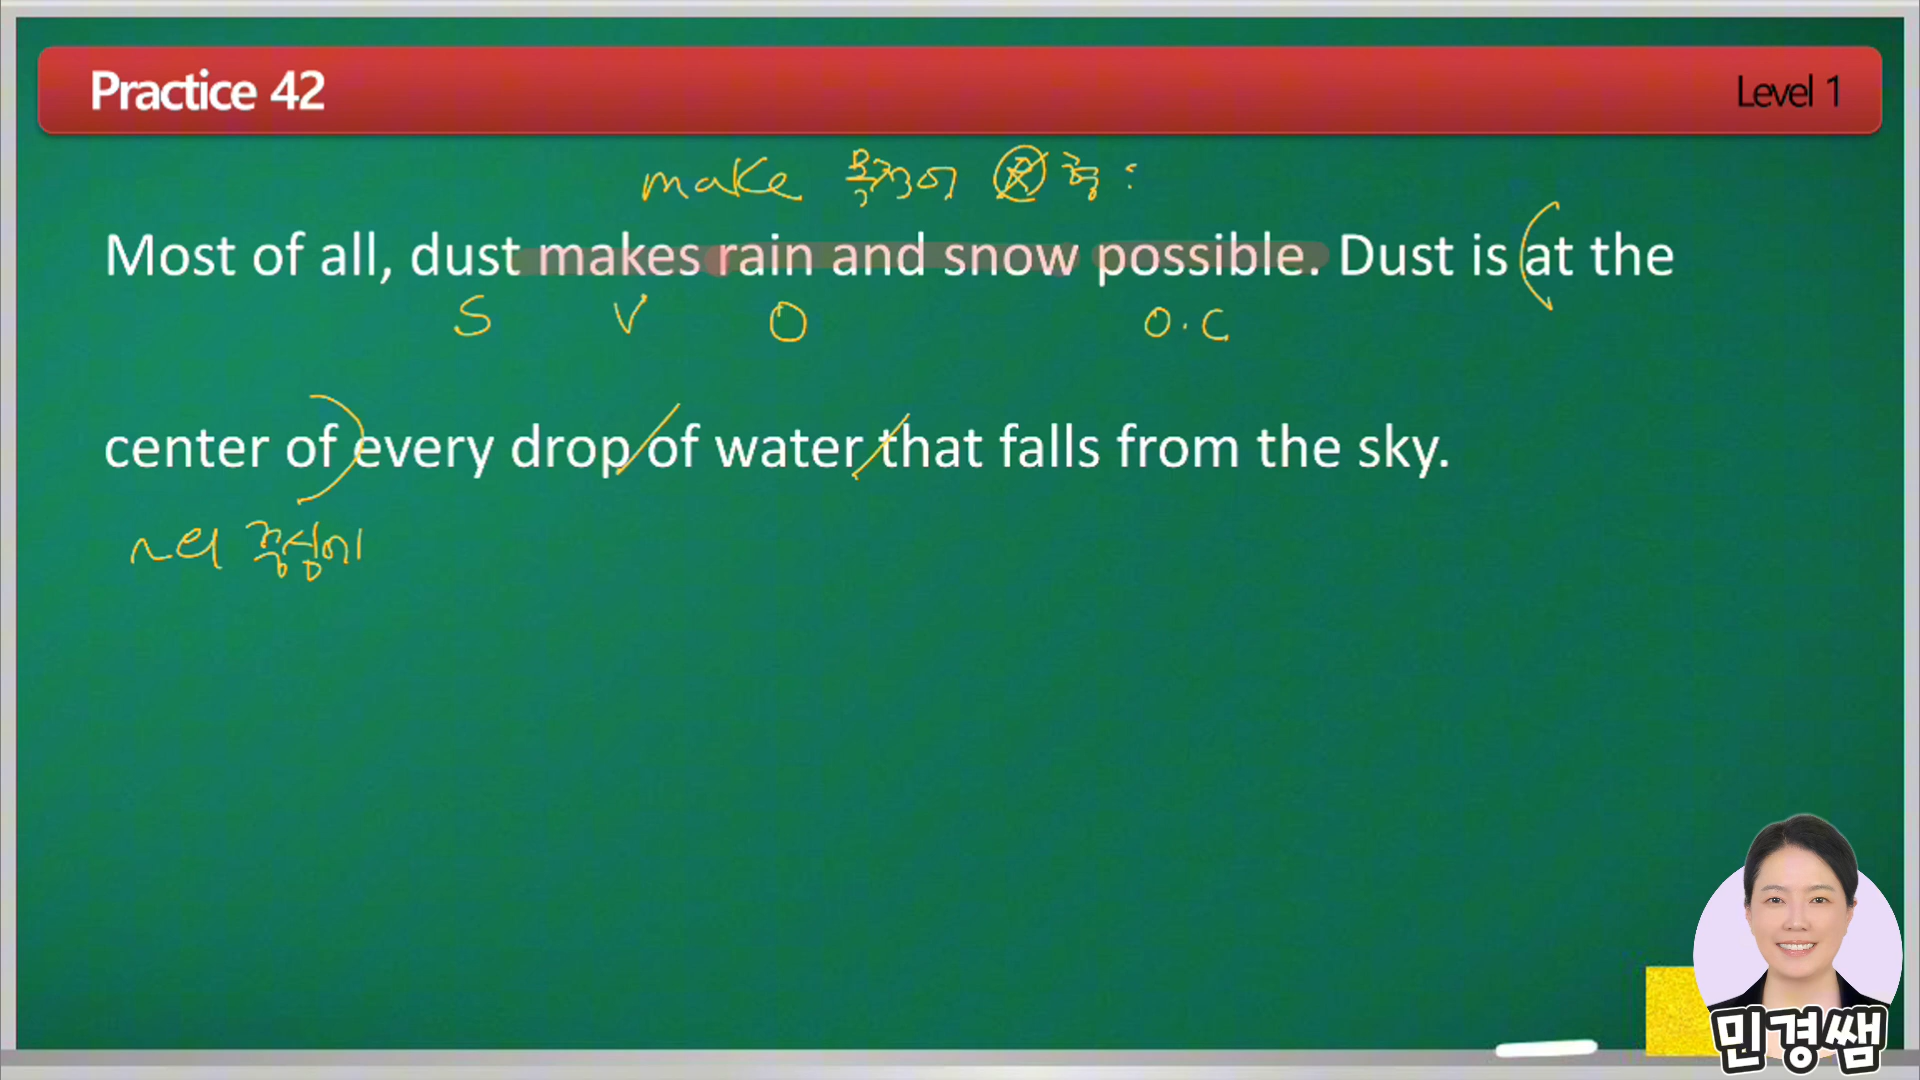 Practice 42
Level 1
make 목적어 형 :
Most of all, dust makes rain and snow possible. Dust is at the
S V O O.C
center of every drop of water that falls from the sky.
~의 중심에
민경쌤